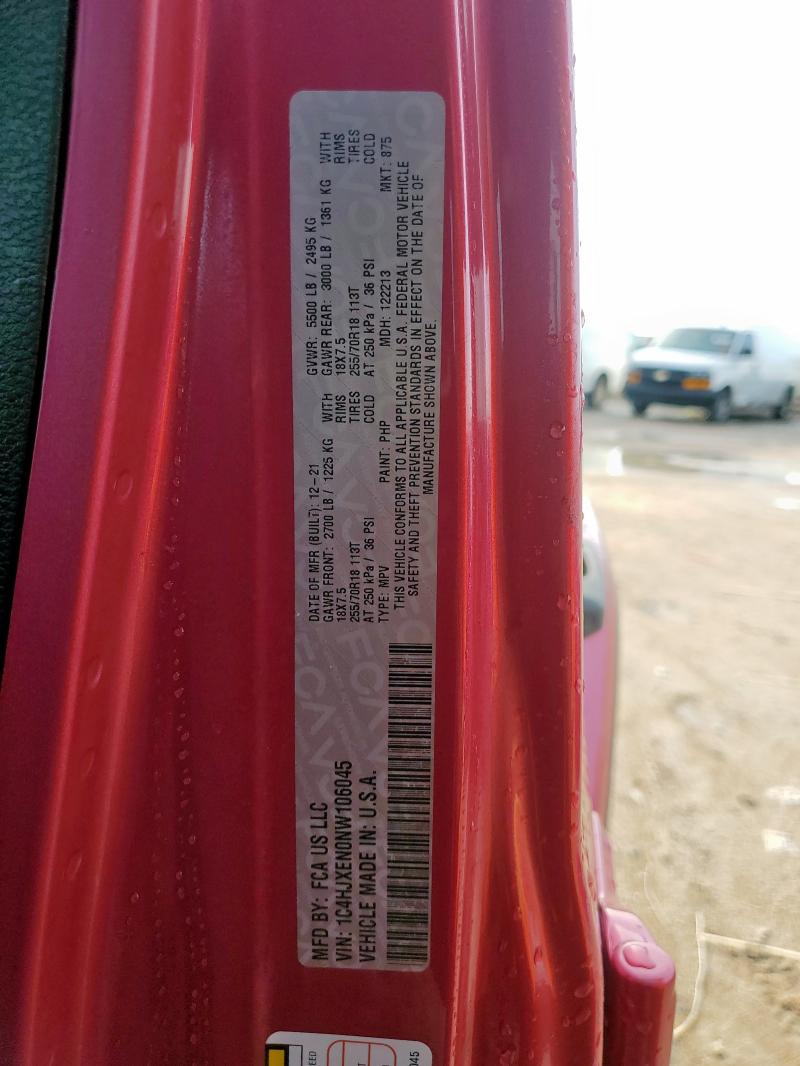 MFD BY: FCA US LLC
VIN: 1C4HJXEN0NW106045
VEHICLE MADE IN: U.S.A.
DATE OF MFR (BUILT): 12-21 GVWR: 5500 LB / 2495 KG
GAWR FRONT: 2700 LB / 1225 KG WITH GAWR REAR: 3000 LB / 1361 KG WITH
18X7.5 RIMS 18X7.5 RIMS
255/70R18 113T TIRES 255/70R18 113T TIRES
AT 250 kPa / 36 PSI COLD AT 250 kPa / 36 PSI COLD
TYPE: MPV PAINT: PHP MDH: 122213 MKT: 875
THIS VEHICLE CONFORMS TO ALL APPLICABLE U.S.A. FEDERAL MOTOR VEHICLE
SAFETY AND THEFT PREVENTION STANDARDS IN EFFECT ON THE DATE OF
MANUFACTURE SHOWN ABOVE.